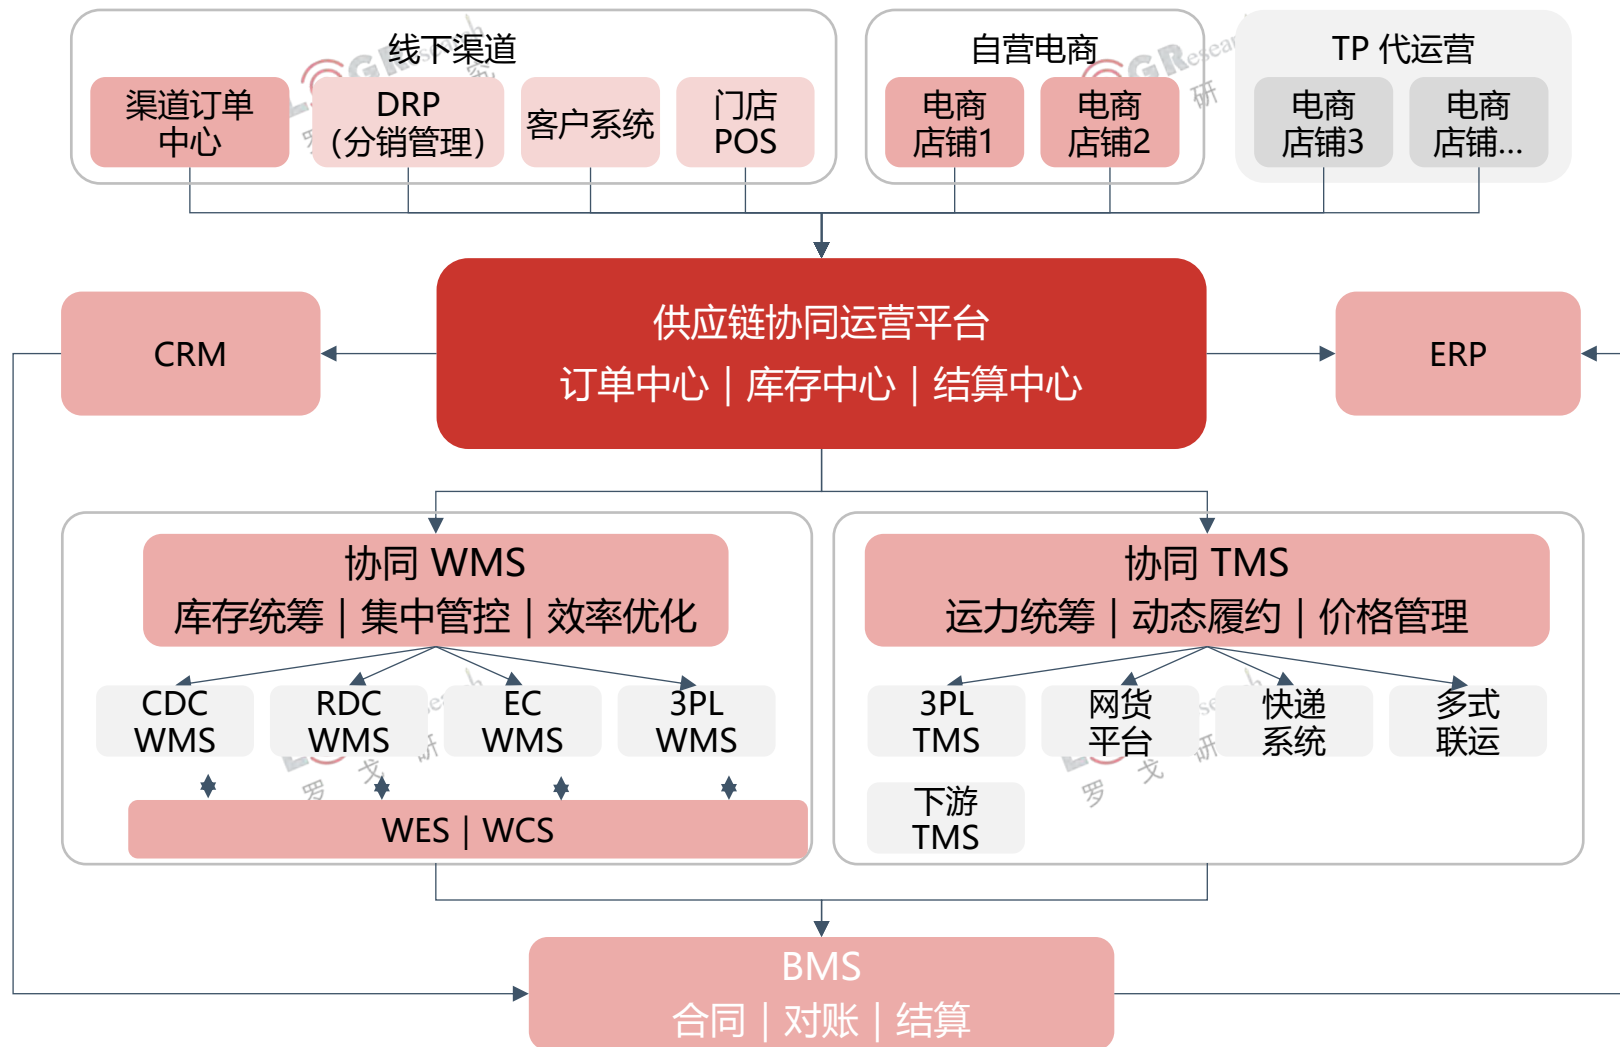 线下渠道
渠道订单
中心
DRP
（分销管理）
客户系统
门店
POS
自营电商
电商
店铺1
电商
店铺2
TP 代运营
电商
店铺3
电商
店铺...
供应链协同运营平台
订单中心｜库存中心｜结算中心
CRM
ERP
协同 WMS
库存统筹｜集中管控｜效率优化
CDC
WMS
RDC
WMS
EC
WMS
3PL
WMS
WES｜WCS
协同 TMS
运力统筹｜动态履约｜价格管理
3PL
TMS
网货
平台
快递
系统
多式
联运
下游
TMS
BMS
合同｜对账｜结算
罗戈研
罗戈研